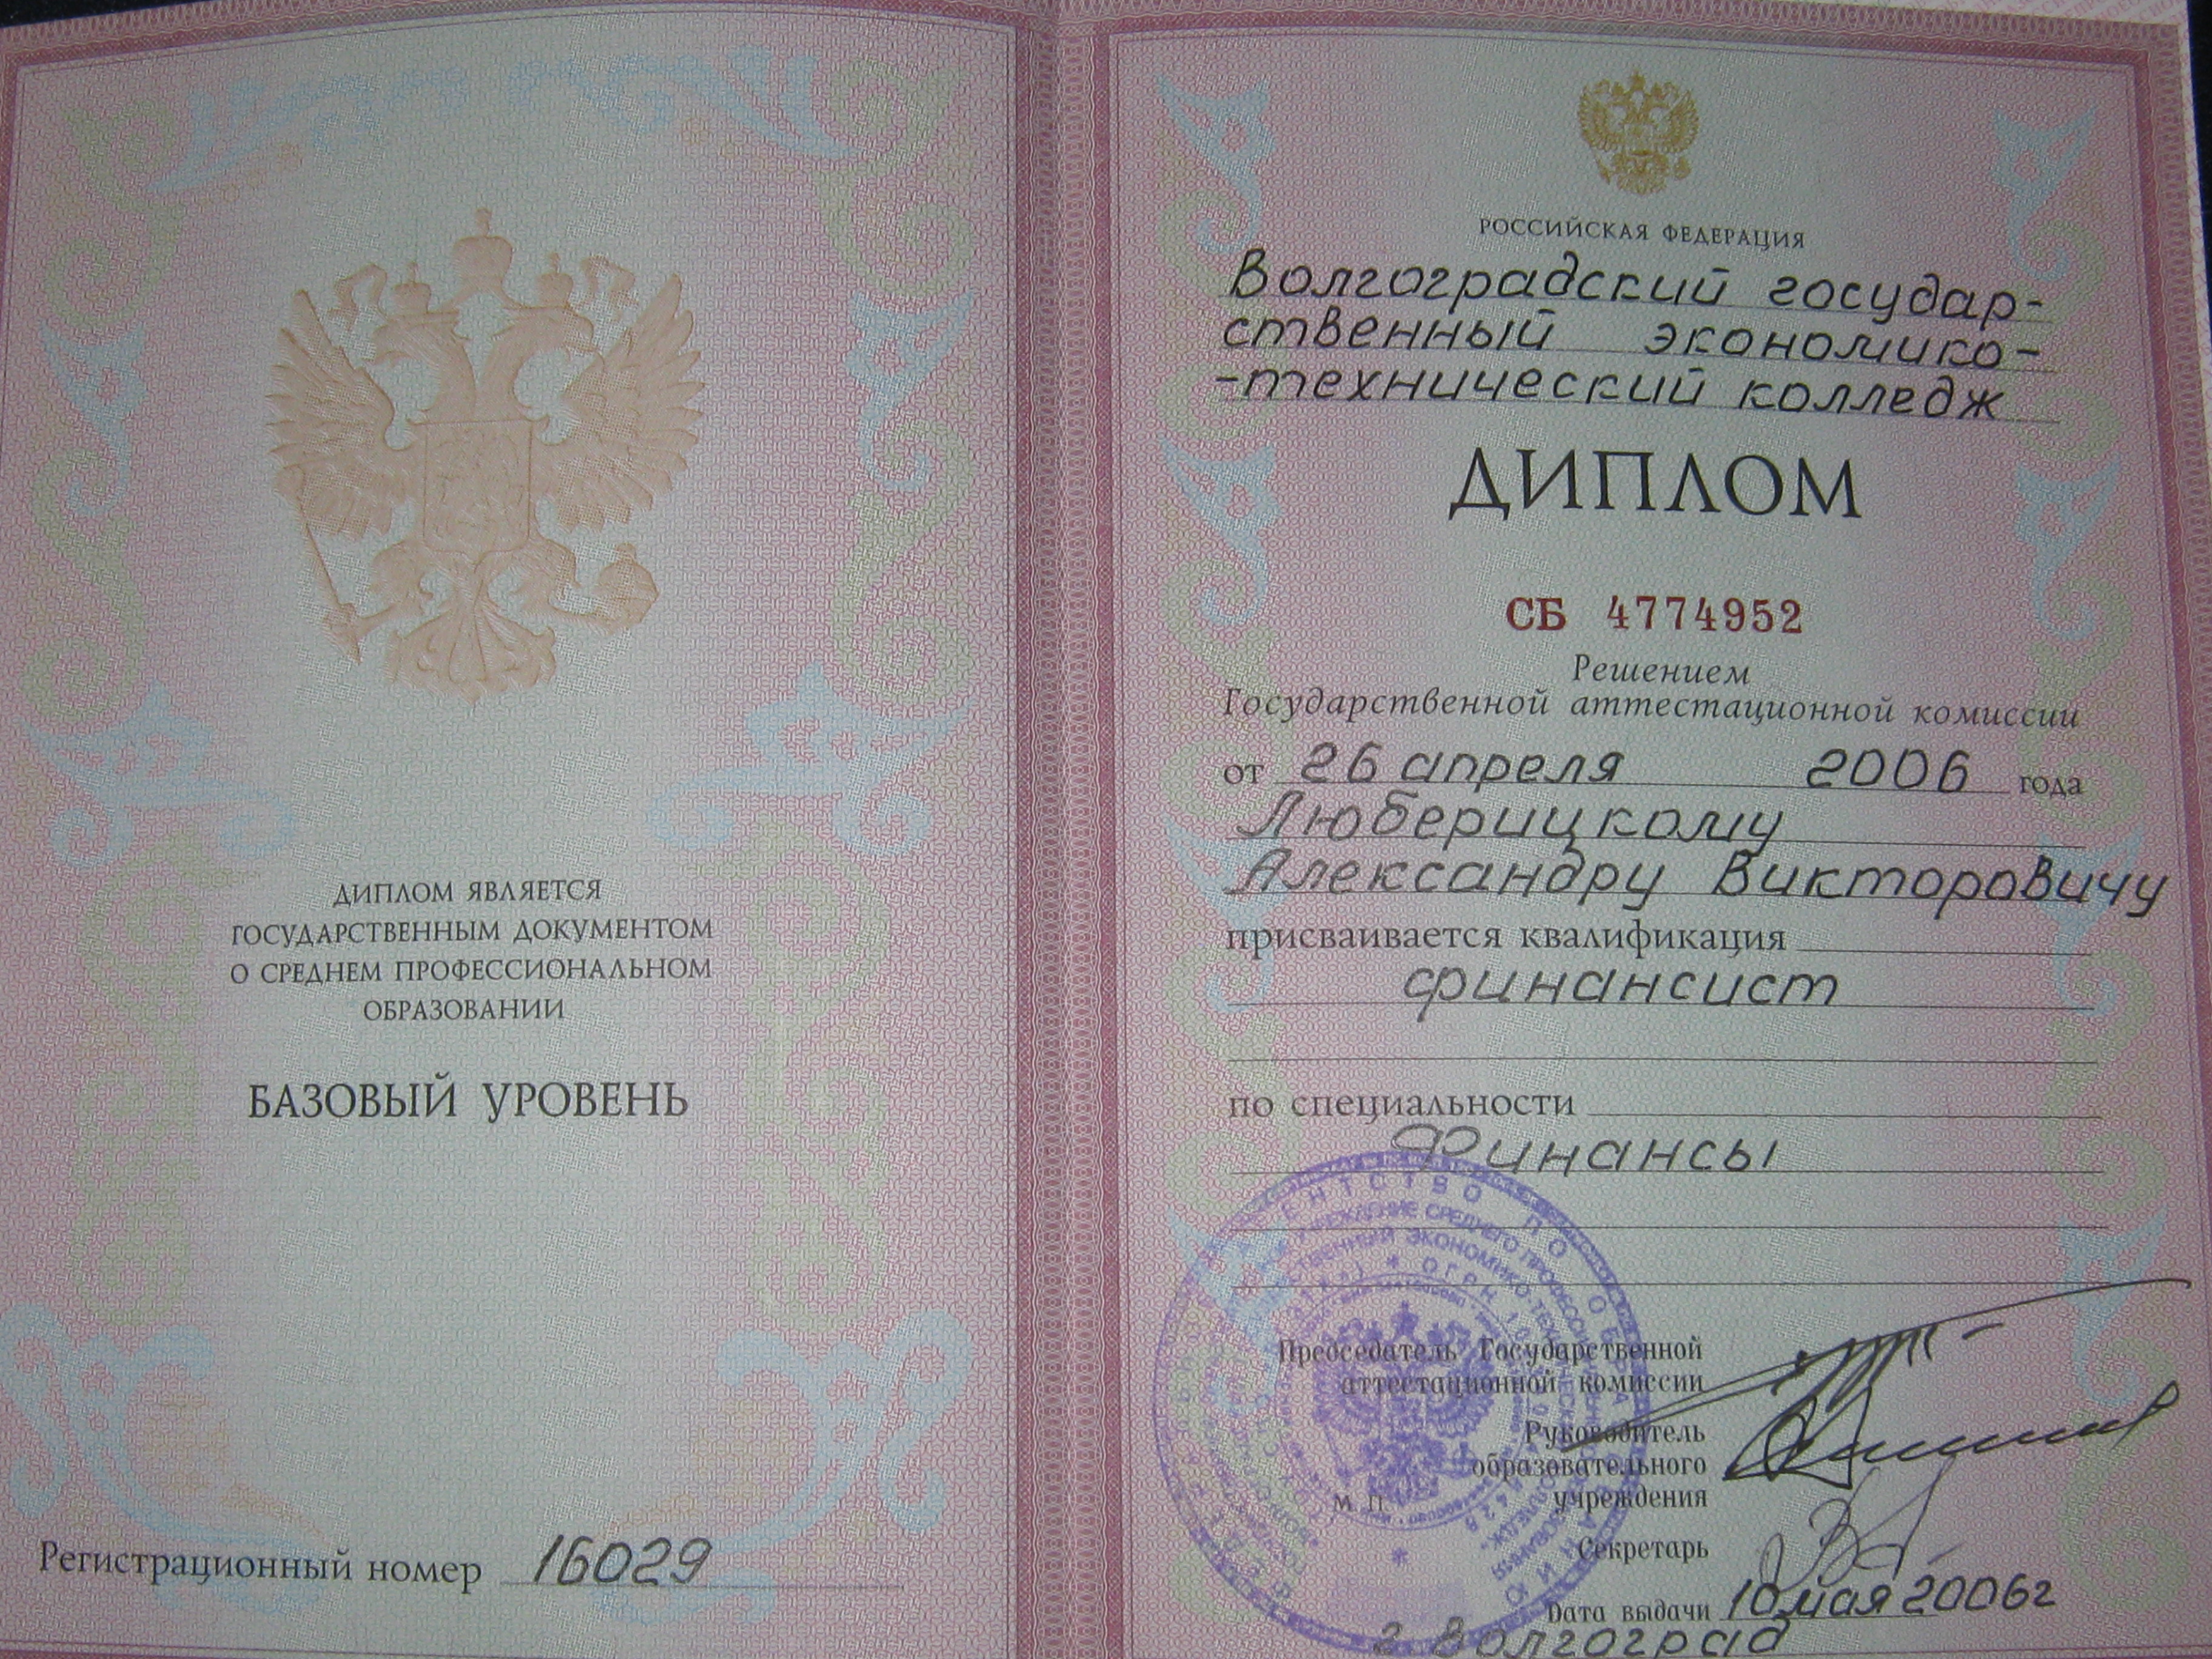 ДИПЛОМ ЯВЛЯЕТСЯ
ГОСУДАРСТВЕННЫМ ДОКУМЕНТОМ
О СРЕДНЕМ ПРОФЕССИОНАЛЬНОМ
ОБРАЗОВАНИИ
БАЗОВЫЙ УРОВЕНЬ
Регистрационный номер 16029
РОССИЙСКАЯ ФЕДЕРАЦИЯ
Волгоградский государ-
ственный экономико-
-технический колледж
ДИПЛОМ
СБ 4774952
Решением
Государственной аттестационной комиссии
от 26 апреля 2006 года
Люберицкому
Александру Викторовичу
присваивается квалификация
финансист
по специальности
Финансы
Председатель Государственной
аттестационной комиссии
Руководитель
образовательного
М.П. учреждения
Секретарь
Дата выдачи 10 мая 2006г
г Волгоград